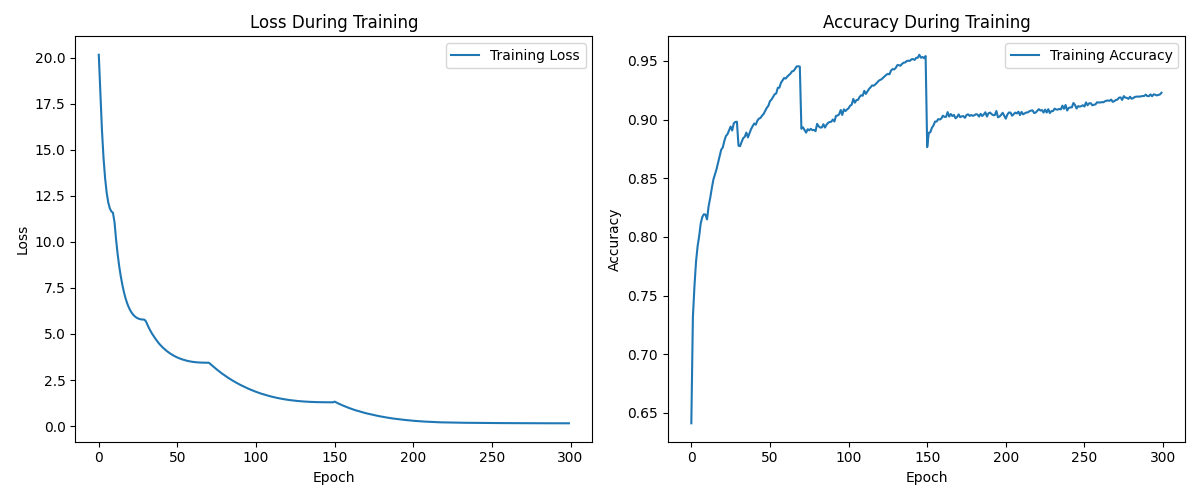 Loss During Training
Training Loss
20.0
17.5
15.0
12.5
10.0
7.5
5.0
2.5
0.0
Loss
0 50 100 150 200 250 300
Epoch
Accuracy During Training
Training Accuracy
0.95
0.90
0.85
0.80
0.75
0.70
0.65
Accuracy
0 50 100 150 200 250 300
Epoch